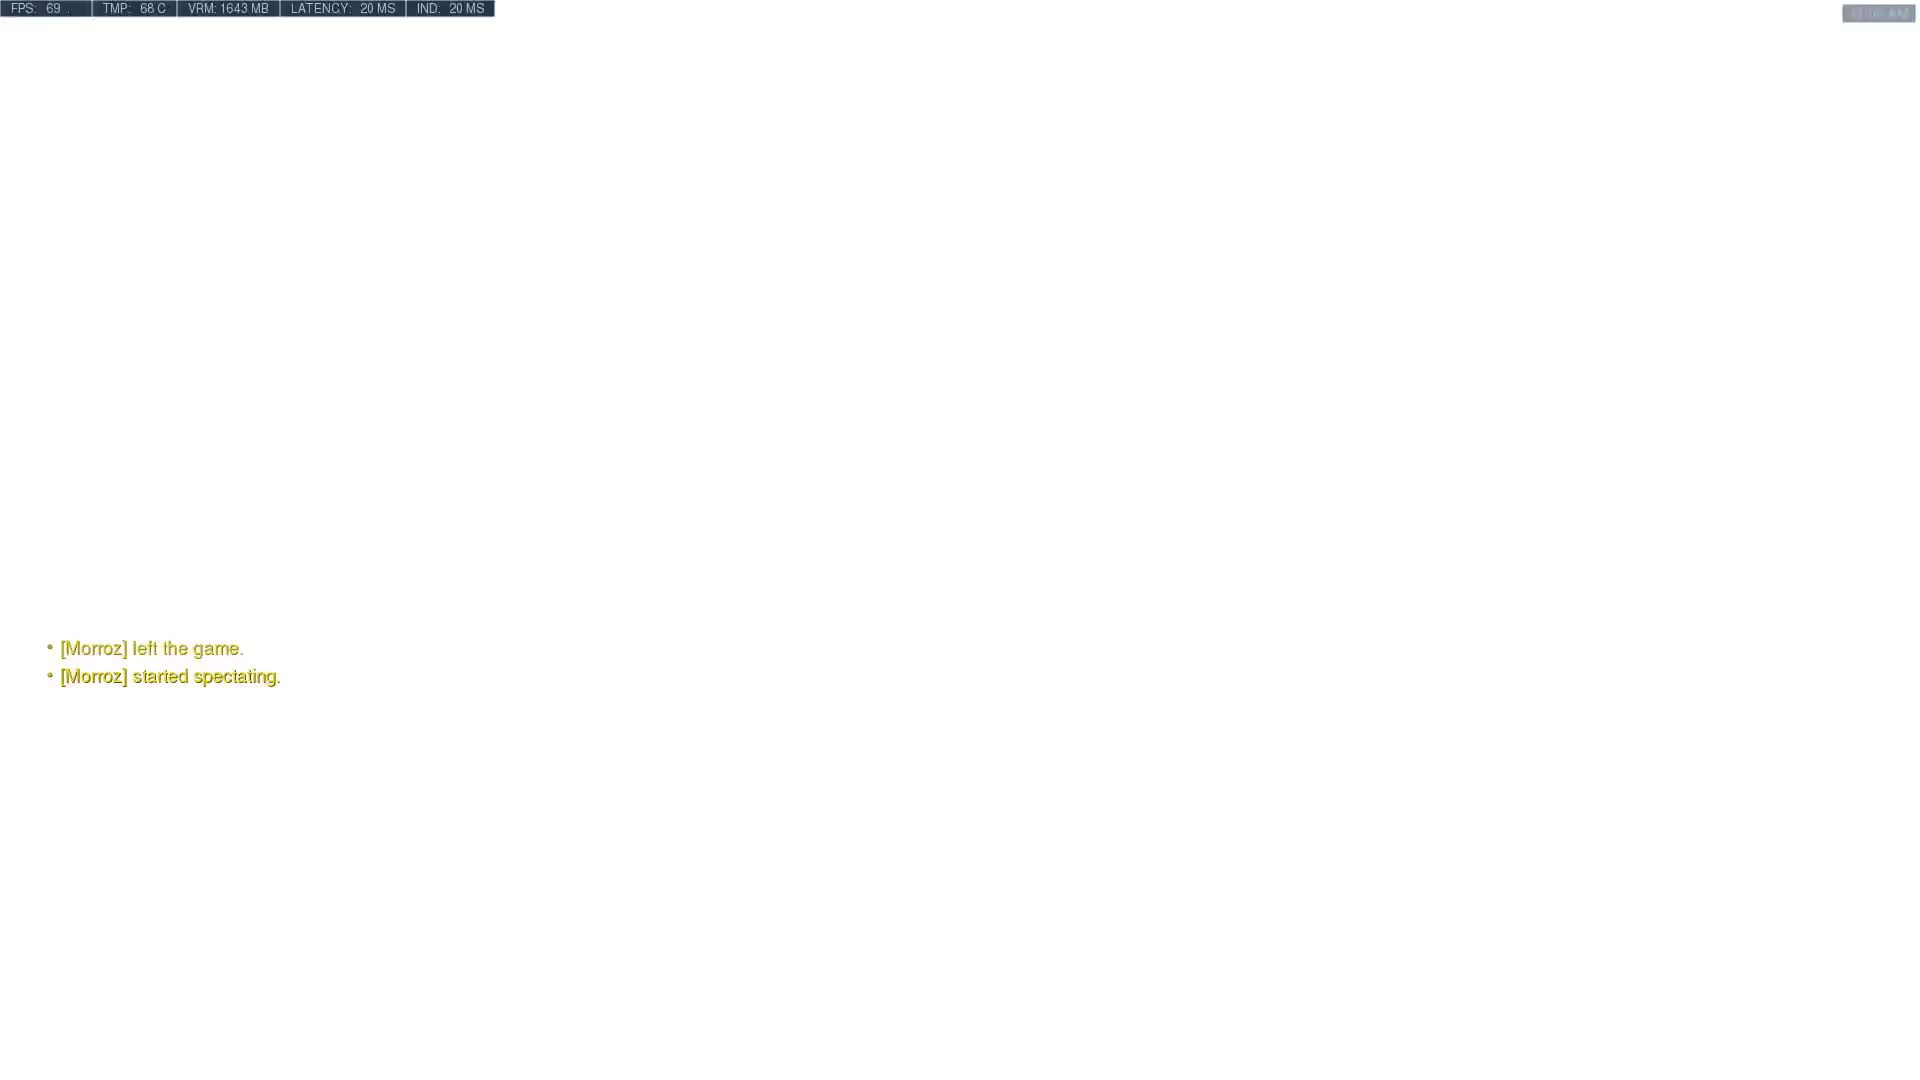 FPS: 69 . TMP: 68 C VRM: 1643 MB LATENCY: 20 MS IND: 20 MS
• [Morroz] left the game.
• [Morroz] started spectating.